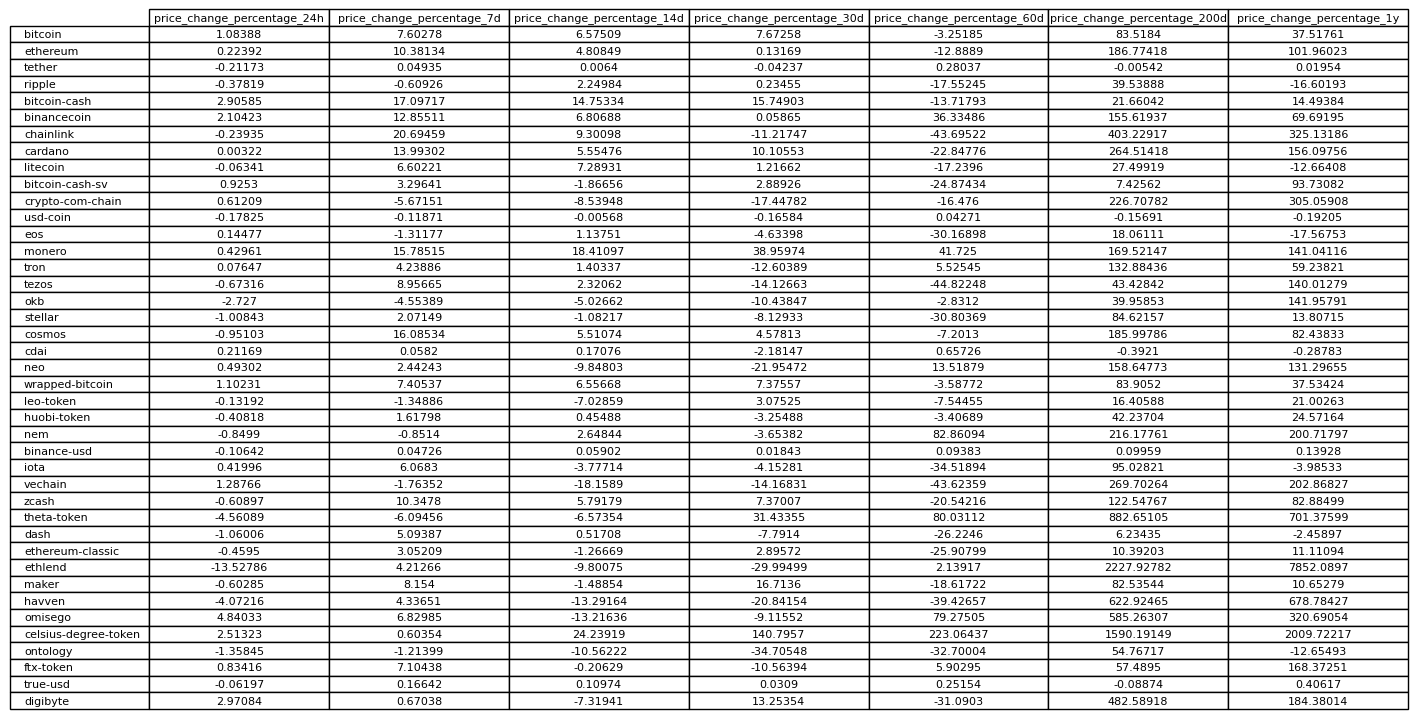 price_change_percentage_24h price_change_percentage_7d price_change_percentage_14d price_change_percentage_30d price_change_percentage_60d price_change_percentage_200d price_change_percentage_1y
bitcoin 1.08388 7.60278 6.57509 7.67258 -3.25185 83.5184 37.51761
ethereum 0.22392 10.38134 4.80849 0.13169 -12.8889 186.77418 101.96023
tether -0.21173 0.04935 0.0064 -0.04237 0.28037 -0.00542 0.01954
ripple -0.37819 -0.60926 2.24984 0.23455 -17.55245 39.53888 -16.60193
bitcoin-cash 2.90585 17.09717 14.75334 15.74903 -13.71793 21.66042 14.49384
binancecoin 2.10423 12.85511 6.80688 0.05865 36.33486 155.61937 69.69195
chainlink -0.23935 20.69459 9.30098 -11.21747 -43.69522 403.22917 325.13186
cardano 0.00322 13.99302 5.55476 10.10553 -22.84776 264.51418 156.09756
litecoin -0.06341 6.60221 7.28931 1.21662 -17.2396 27.49919 -12.66408
bitcoin-cash-sv 0.9253 3.29641 -1.86656 2.88926 -24.87434 7.42562 93.73082
crypto-com-chain 0.61209 -5.67151 -8.53948 -17.44782 -16.476 226.70782 305.05908
usd-coin -0.17825 -0.11871 -0.00568 -0.16584 0.04271 -0.15691 -0.19205
eos 0.14477 -1.31177 1.13751 -4.63398 -30.16898 18.06111 -17.56753
monero 0.42961 15.78515 18.41097 38.95974 41.725 169.52147 141.04116
tron 0.07647 4.23886 1.40337 -12.60389 5.52545 132.88436 59.23821
tezos -0.67316 8.95665 2.32062 -14.12663 -44.82248 43.42842 140.01279
okb -2.727 -4.55389 -5.02662 -10.43847 -2.8312 39.95853 141.95791
stellar -1.00843 2.07149 -1.08217 -8.12933 -30.80369 84.62157 13.80715
cosmos -0.95103 16.08534 5.51074 4.57813 -7.2013 185.99786 82.43833
cdai 0.21169 0.0582 0.17076 -2.18147 0.65726 -0.3921 -0.28783
neo 0.49302 2.44243 -9.84803 -21.95472 13.51879 158.64773 131.29655
wrapped-bitcoin 1.10231 7.40537 6.55668 7.37557 -3.58772 83.9052 37.53424
leo-token -0.13192 -1.34886 -7.02859 3.07525 -7.54455 16.40588 21.00263
huobi-token -0.40818 1.61798 0.45488 -3.25488 -3.40689 42.23704 24.57164
nem -0.8499 -0.8514 2.64844 -3.65382 82.86094 216.17761 200.71797
binance-usd -0.10642 0.04726 0.05902 0.01843 0.09383 0.09959 0.13928
iota 0.41996 6.0683 -3.77714 -4.15281 -34.51894 95.02821 -3.98533
vechain 1.28766 -1.76352 -18.1589 -14.16831 -43.62359 269.70264 202.86827
zcash -0.60897 10.3478 5.79179 7.37007 -20.54216 122.54767 82.88499
theta-token -4.56089 -6.09456 -6.57354 31.43355 80.03112 882.65105 701.37599
dash -1.06006 5.09387 0.51708 -7.7914 -26.2246 6.23435 -2.45897
ethereum-classic -0.4595 3.05209 -1.26669 2.89572 -25.90799 10.39203 11.11094
ethlend -13.52786 4.21266 -9.80075 -29.99499 2.13917 2227.92782 7852.0897
maker -0.60285 8.154 -1.48854 16.7136 -18.61722 82.53544 10.65279
havven -4.07216 4.33651 -13.29164 -20.84154 -39.42657 622.92465 678.78427
omisego 4.84033 6.82985 -13.21636 -9.11552 79.27505 585.26307 320.69054
celsius-degree-token 2.51323 0.60354 24.23919 140.7957 223.06437 1590.19149 2009.72217
ontology -1.35845 -1.21399 -10.56222 -34.70548 -32.70004 54.76717 -12.65493
ftx-token 0.83416 7.10438 -0.20629 -10.56394 5.90295 57.4895 168.37251
true-usd -0.06197 0.16642 0.10974 0.0309 0.25154 -0.08874 0.40617
digibyte 2.97084 0.67038 -7.31941 13.25354 -31.0903 482.58918 184.38014